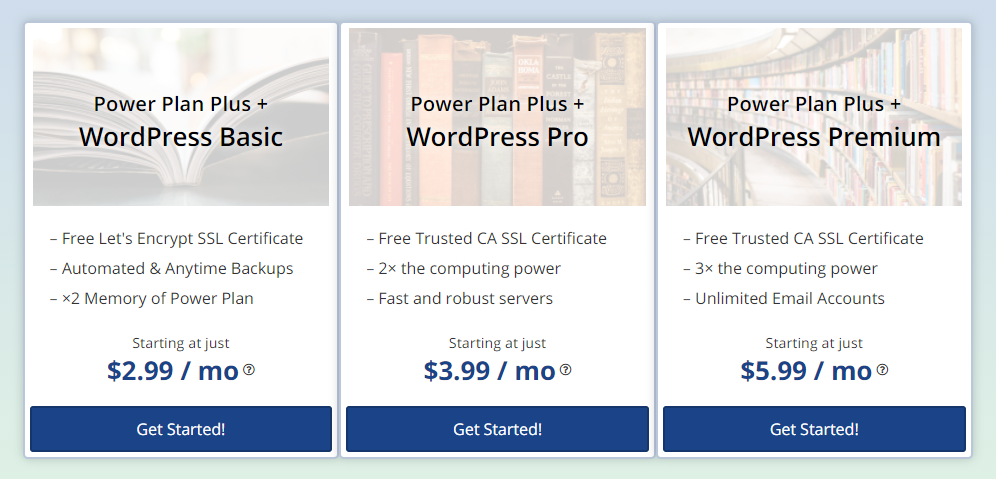 Power Plan Plus +
WordPress Basic
– Free Let's Encrypt SSL Certificate
– Automated & Anytime Backups
– ×2 Memory of Power Plan
Starting at just
$2.99 / mo ?
Get Started!
OKLA
HOMA
THE
CASTLE
Power Plan Plus +
WordPress Pro
– Free Trusted CA SSL Certificate
– 2× the computing power
– Fast and robust servers
Starting at just
$3.99 / mo ?
Get Started!
Power Plan Plus +
WordPress Premium
– Free Trusted CA SSL Certificate
– 3× the computing power
– Unlimited Email Accounts
Starting at just
$5.99 / mo ?
Get Started!